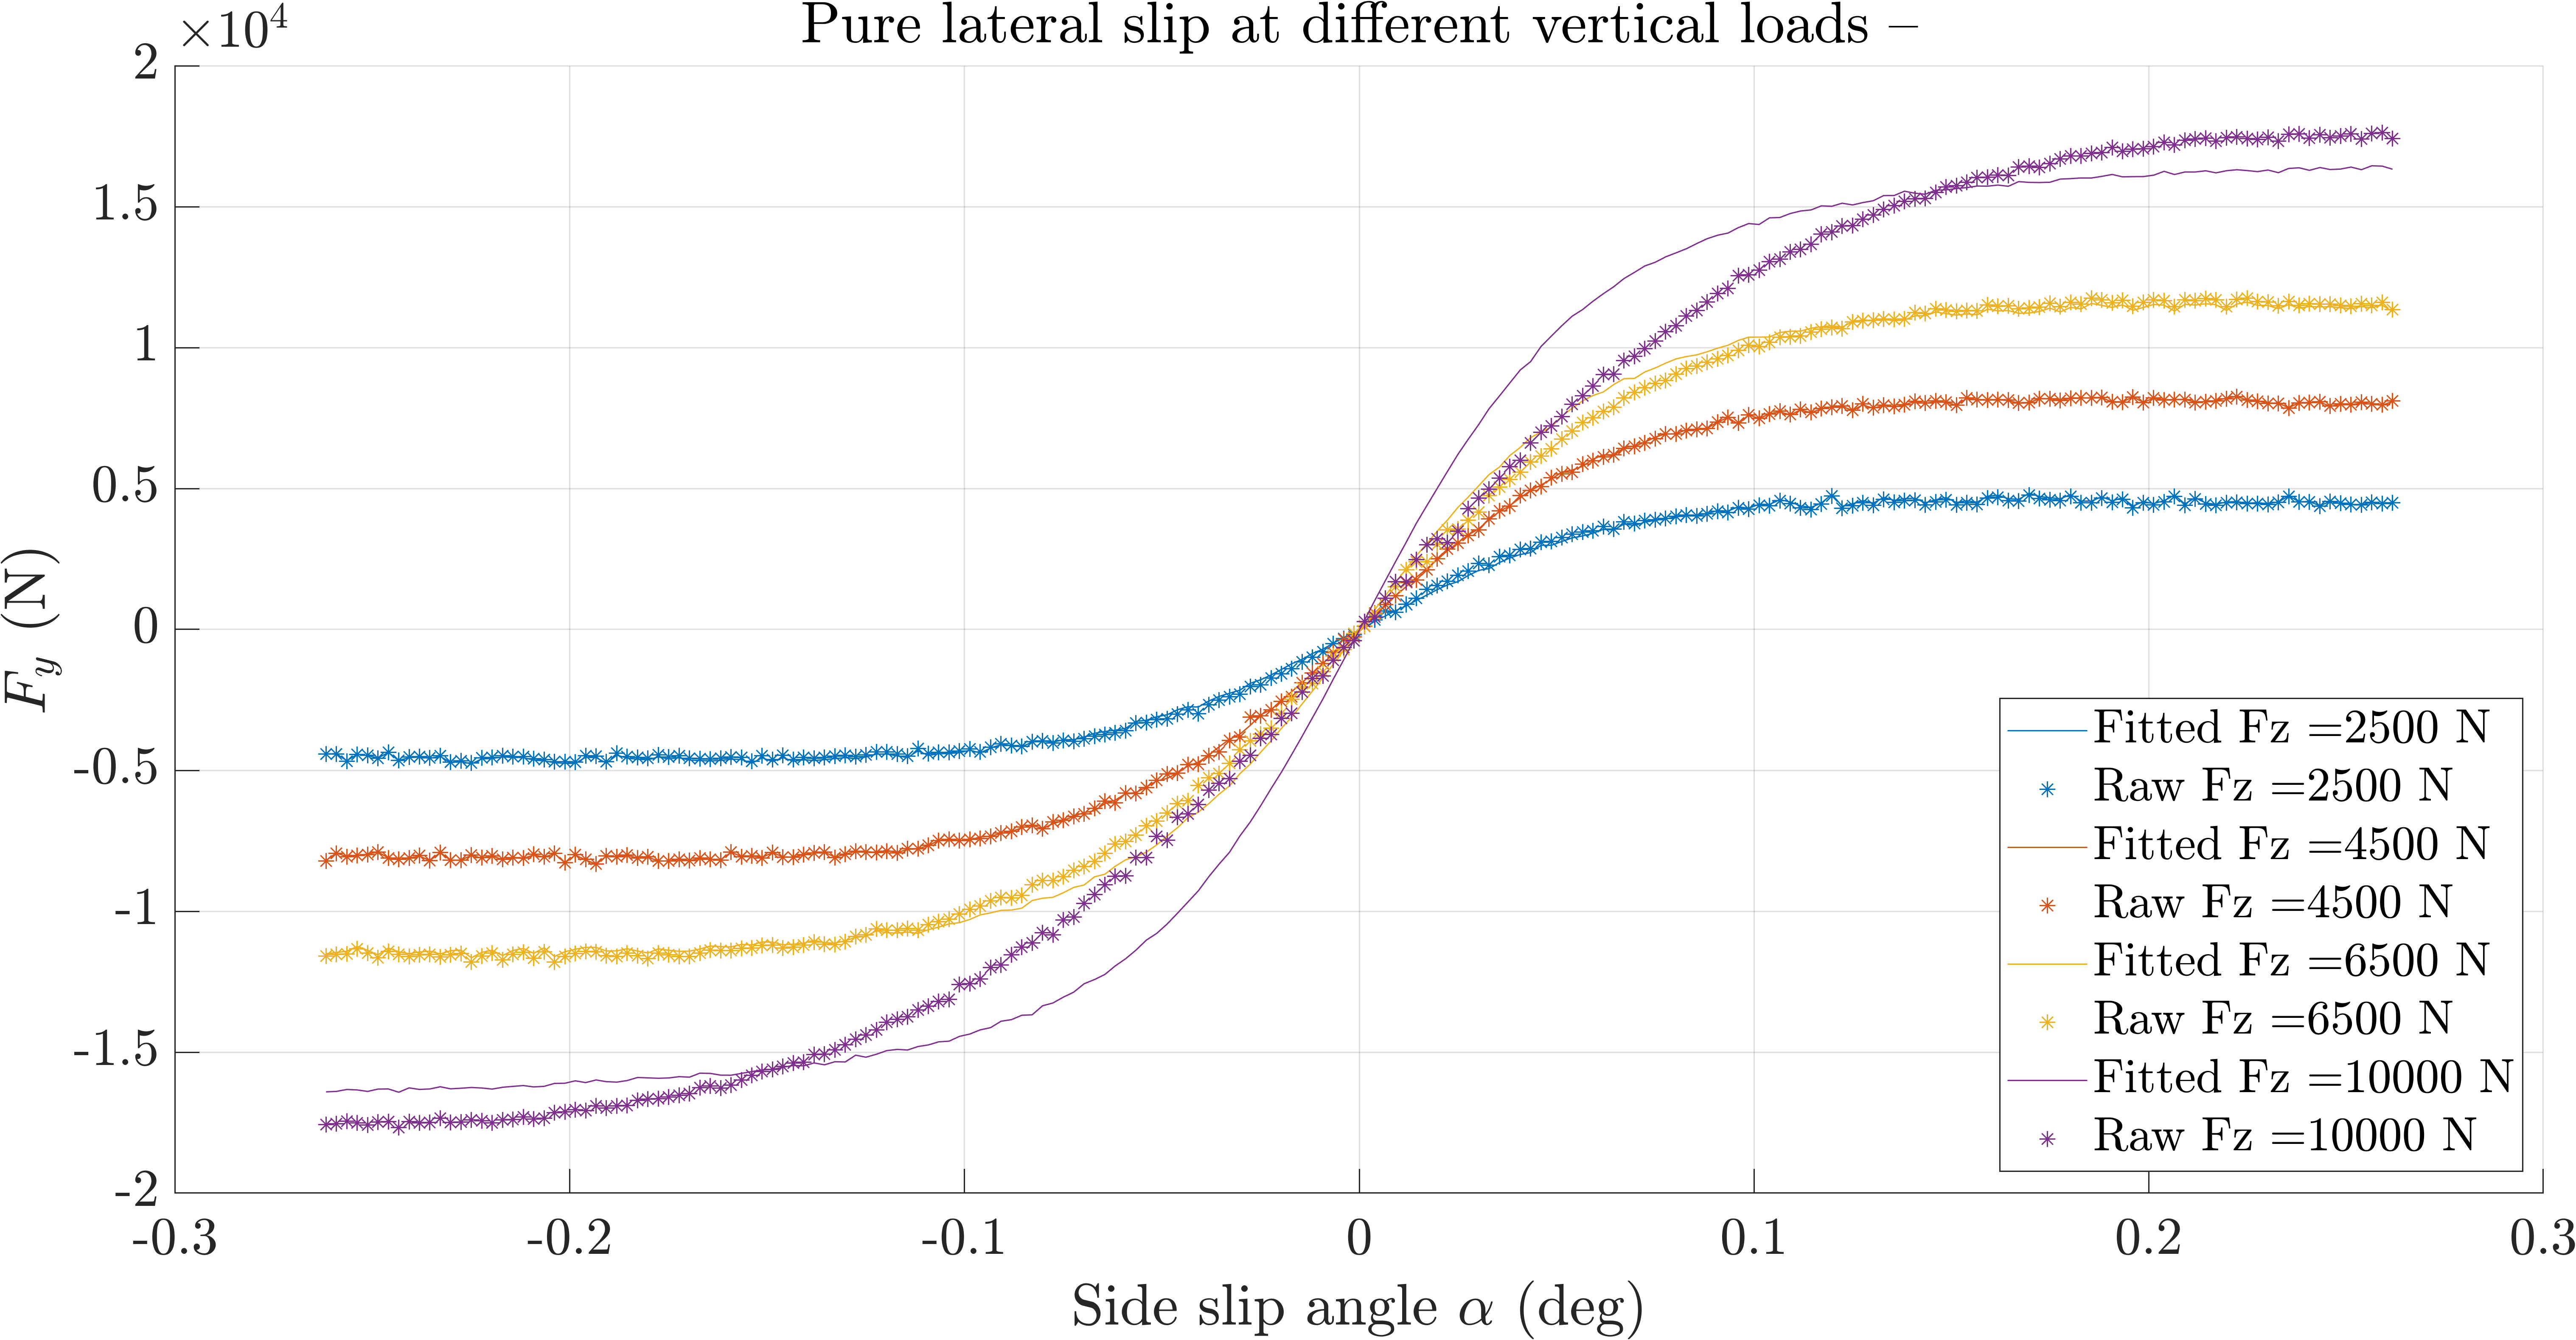 Pure lateral slip at different vertical loads –
×10⁴
2
1.5
1
0.5
0
-0.5
-1
-1.5
-2
F_y (N)
-0.3
-0.2
-0.1
0
0.1
0.2
0.3
Side slip angle α (deg)
Fitted Fz =2500 N
Raw Fz =2500 N
Fitted Fz =4500 N
Raw Fz =4500 N
Fitted Fz =6500 N
Raw Fz =6500 N
Fitted Fz =10000 N
Raw Fz =10000 N